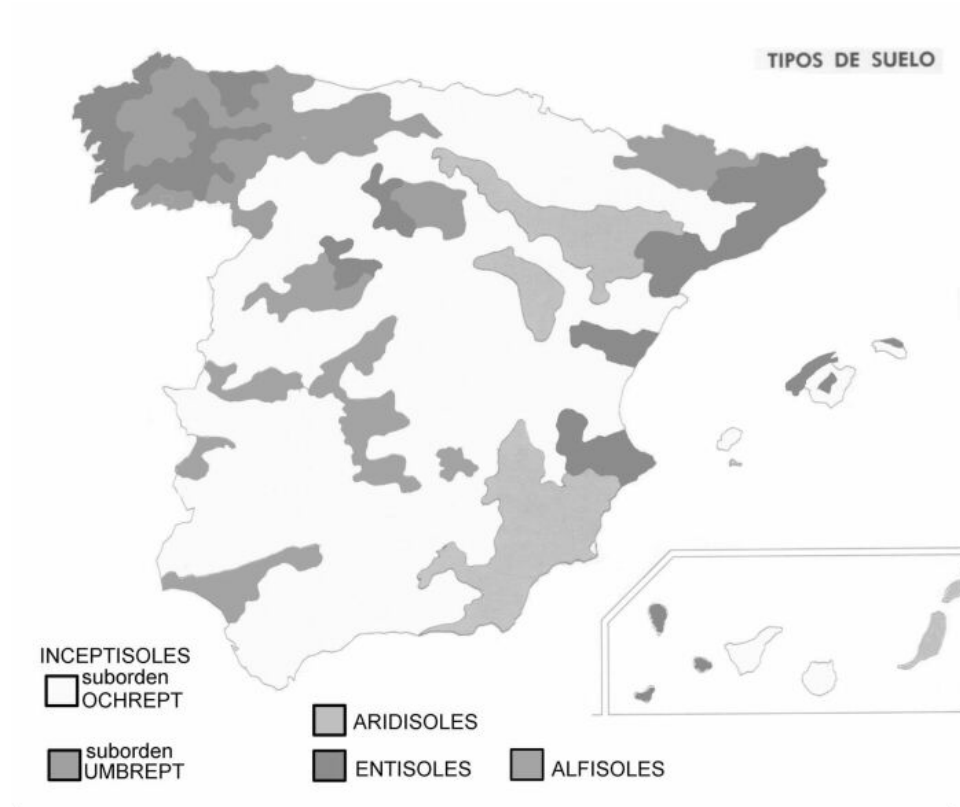 TIPOS DE SUELO
INCEPTISOLES
suborden
OCHREPT
suborden
UMBREPT
ARIDISOLES
ENTISOLES
ALFISOLES